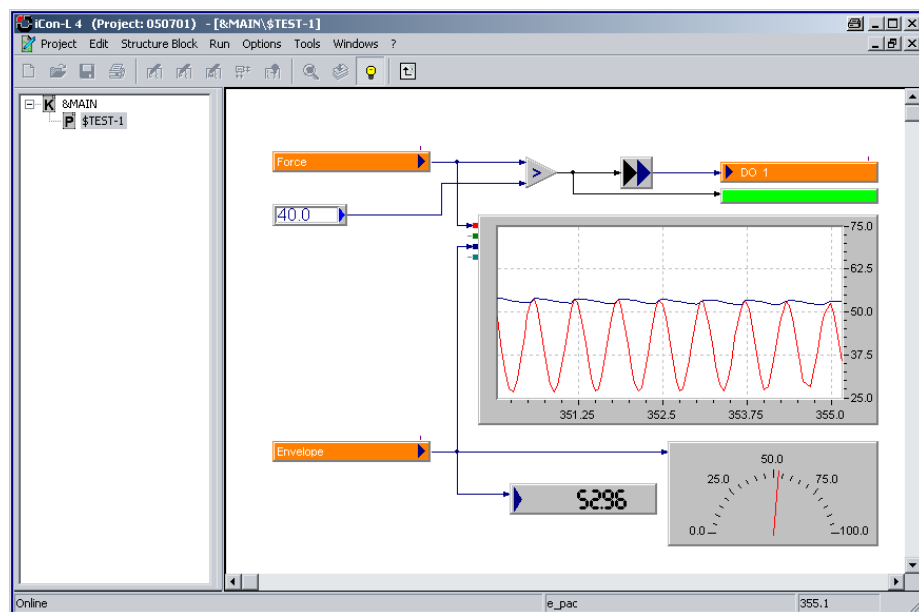 iCon-L 4 (Project: 050701) - [&MAIN\$TEST-1]
Project Edit Structure Block Run Options Tools Windows ?
K &MAIN
P $TEST-1
Force
>
DO 1
40.0
75.0
62.5
50.0
37.5
25.0
351.25 352.5 353.75 355.0
Envelope
52.96
0.0 25.0 50.0 75.0 100.0
Online e_pac 355.1